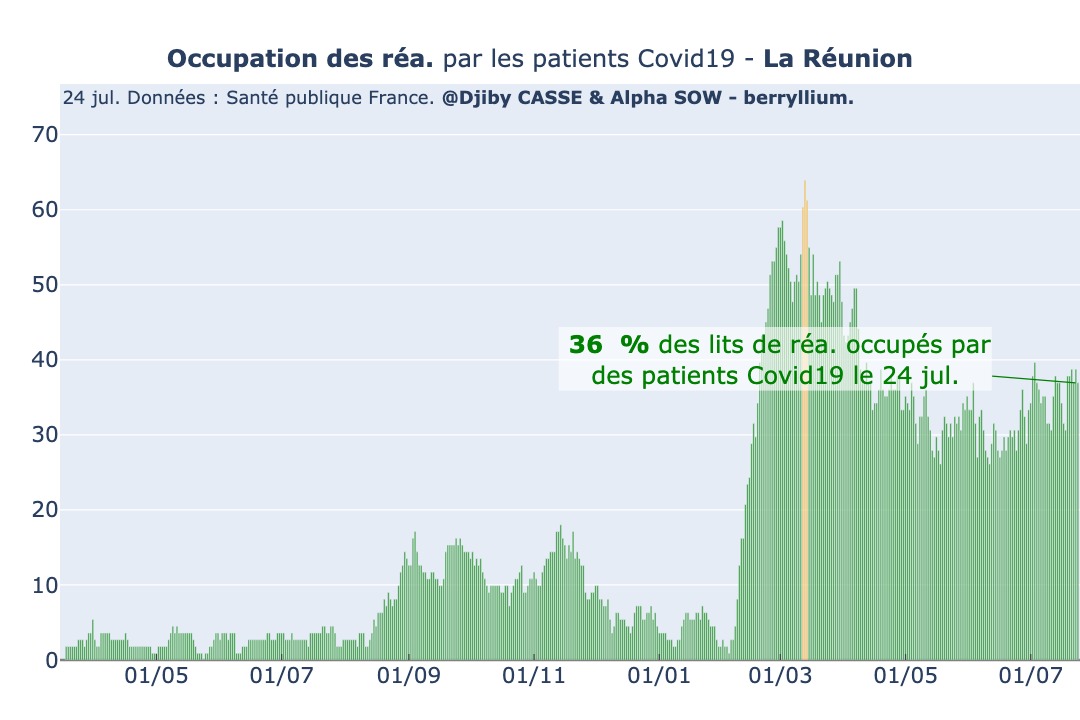 Occupation des réa. par les patients Covid19 - La Réunion
24 jul. Données : Santé publique France. @Djiby CASSE & Alpha SOW - berryllium.
70
60
50
40
30
20
10
0
36 % des lits de réa. occupés par
des patients Covid19 le 24 jul.
01/05 01/07 01/09 01/11 01/01 01/03 01/05 01/07